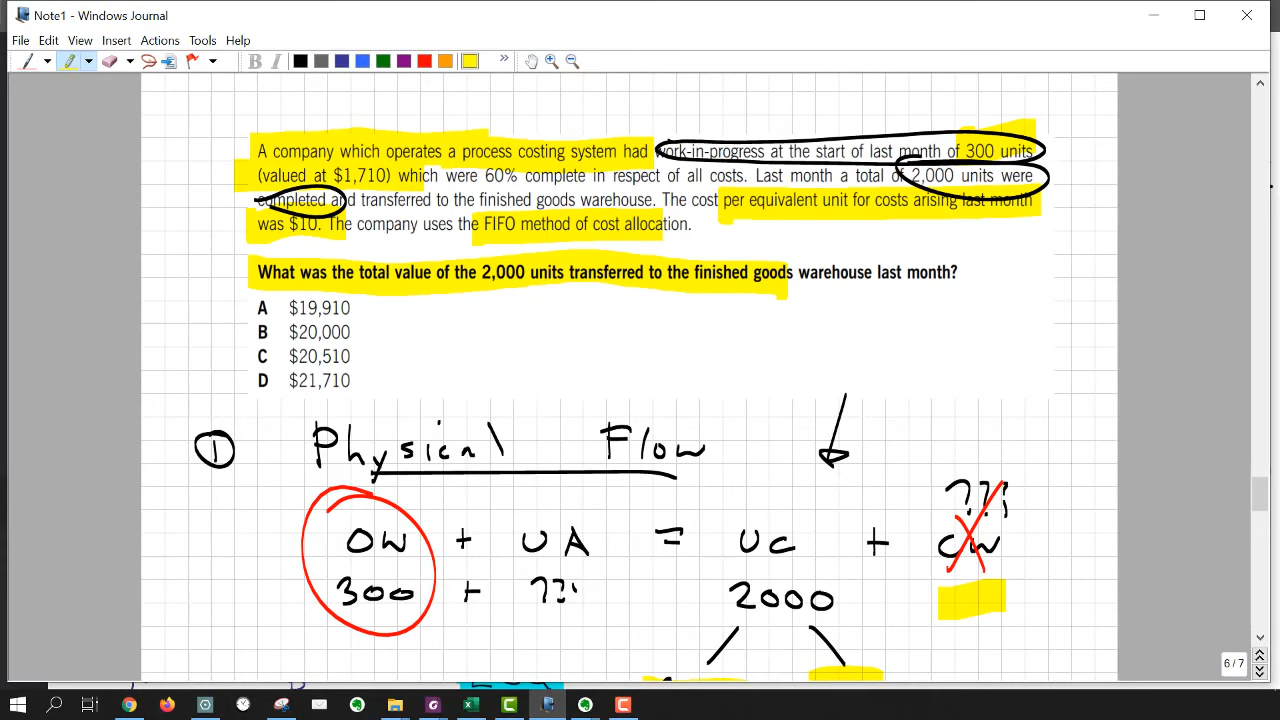 Note1 - Windows Journal
File Edit View Insert Actions Tools Help
B I »
A company which operates a process costing system had work-in-progress at the start of last month of 300 units
(valued at $1,710) which were 60% complete in respect of all costs. Last month a total of 2,000 units were
completed and transferred to the finished goods warehouse. The cost per equivalent unit for costs arising last month
was $10. The company uses the FIFO method of cost allocation.
What was the total value of the 2,000 units transferred to the finished goods warehouse last month?
A $19,910
B $20,000
C $20,510
D $21,710
① Physical Flow
???
OW + UA = UC + CW
300 + ??? 2000
6 / 7